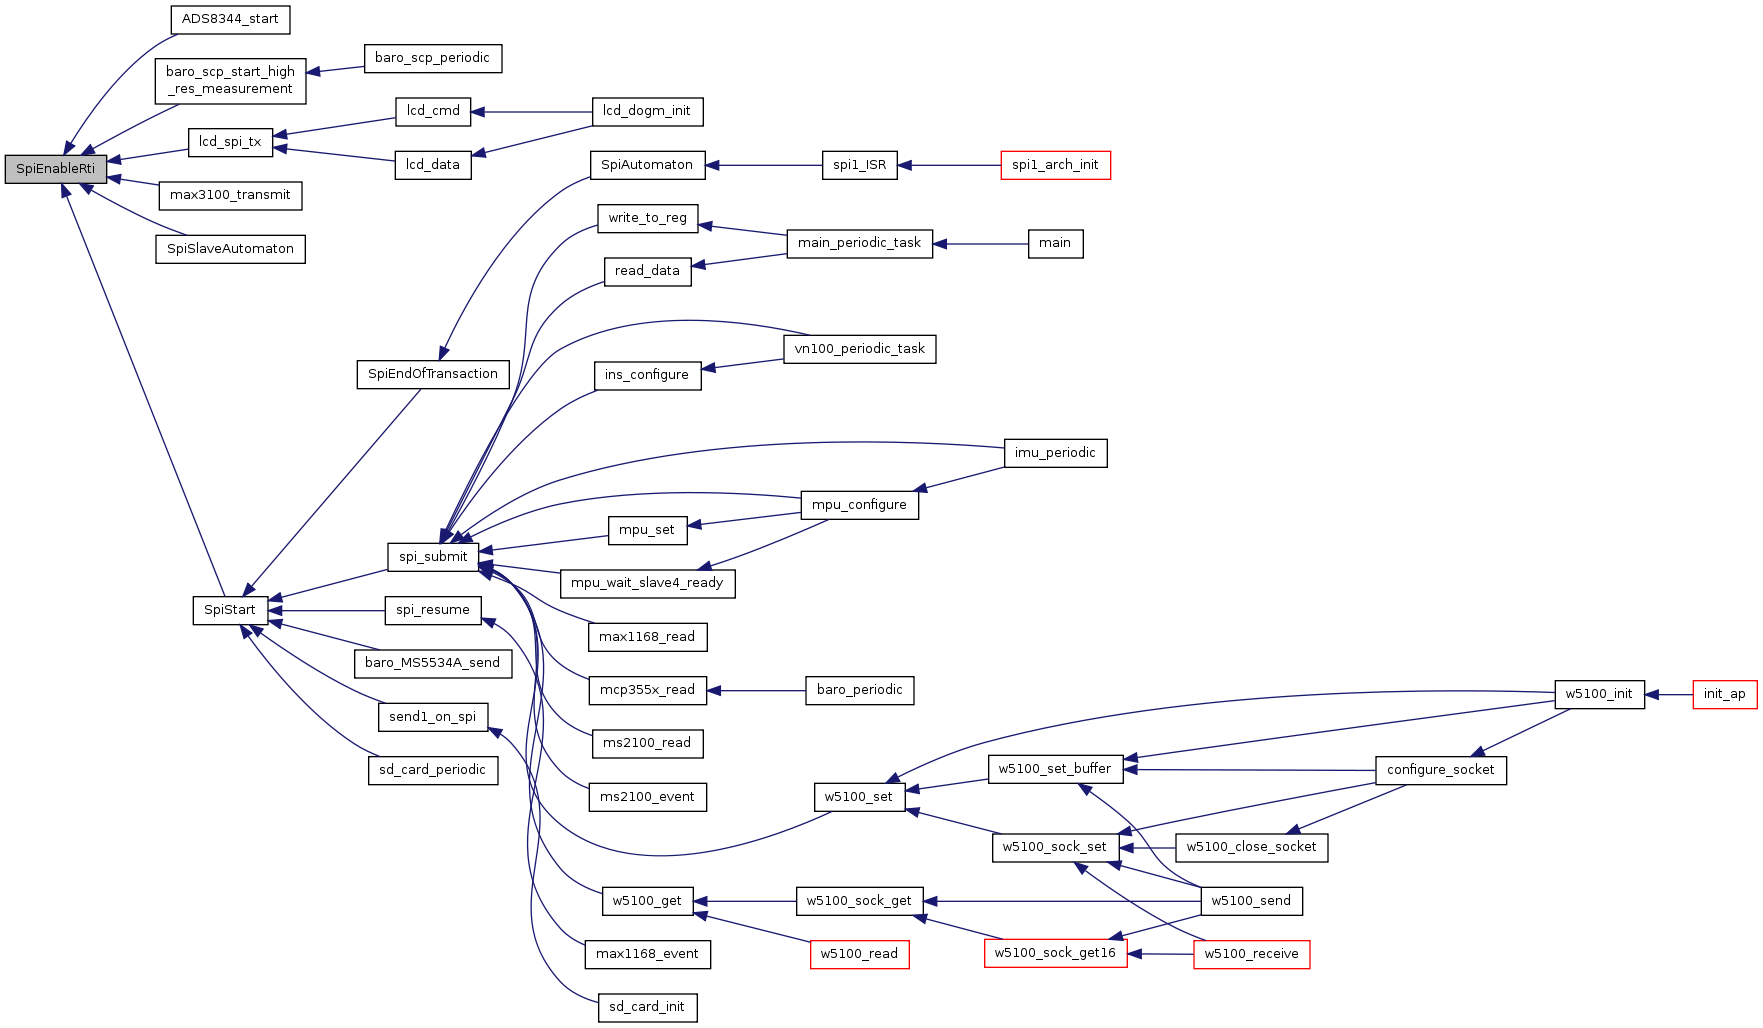 ADS8344_start
baro_scp_periodic
baro_scp_start_high
_res_measurement
lcd_cmd
lcd_dogm_init
lcd_spi_tx
lcd_data
SpiEnableRti
SpiAutomaton
spi1_ISR
spi1_arch_init
max3100_transmit
write_to_reg
SpiSlaveAutomaton
main_periodic_task
main
read_data
vn100_periodic_task
SpiEndOfTransaction
ins_configure
imu_periodic
mpu_configure
mpu_set
spi_submit
mpu_wait_slave4_ready
SpiStart
spi_resume
max1168_read
baro_MS5534A_send
mcp355x_read
baro_periodic
w5100_init
init_ap
send1_on_spi
ms2100_read
sd_card_periodic
w5100_set_buffer
configure_socket
ms2100_event
w5100_set
w5100_sock_set
w5100_close_socket
w5100_get
w5100_sock_get
w5100_send
max1168_event
w5100_read
w5100_sock_get16
w5100_receive
sd_card_init